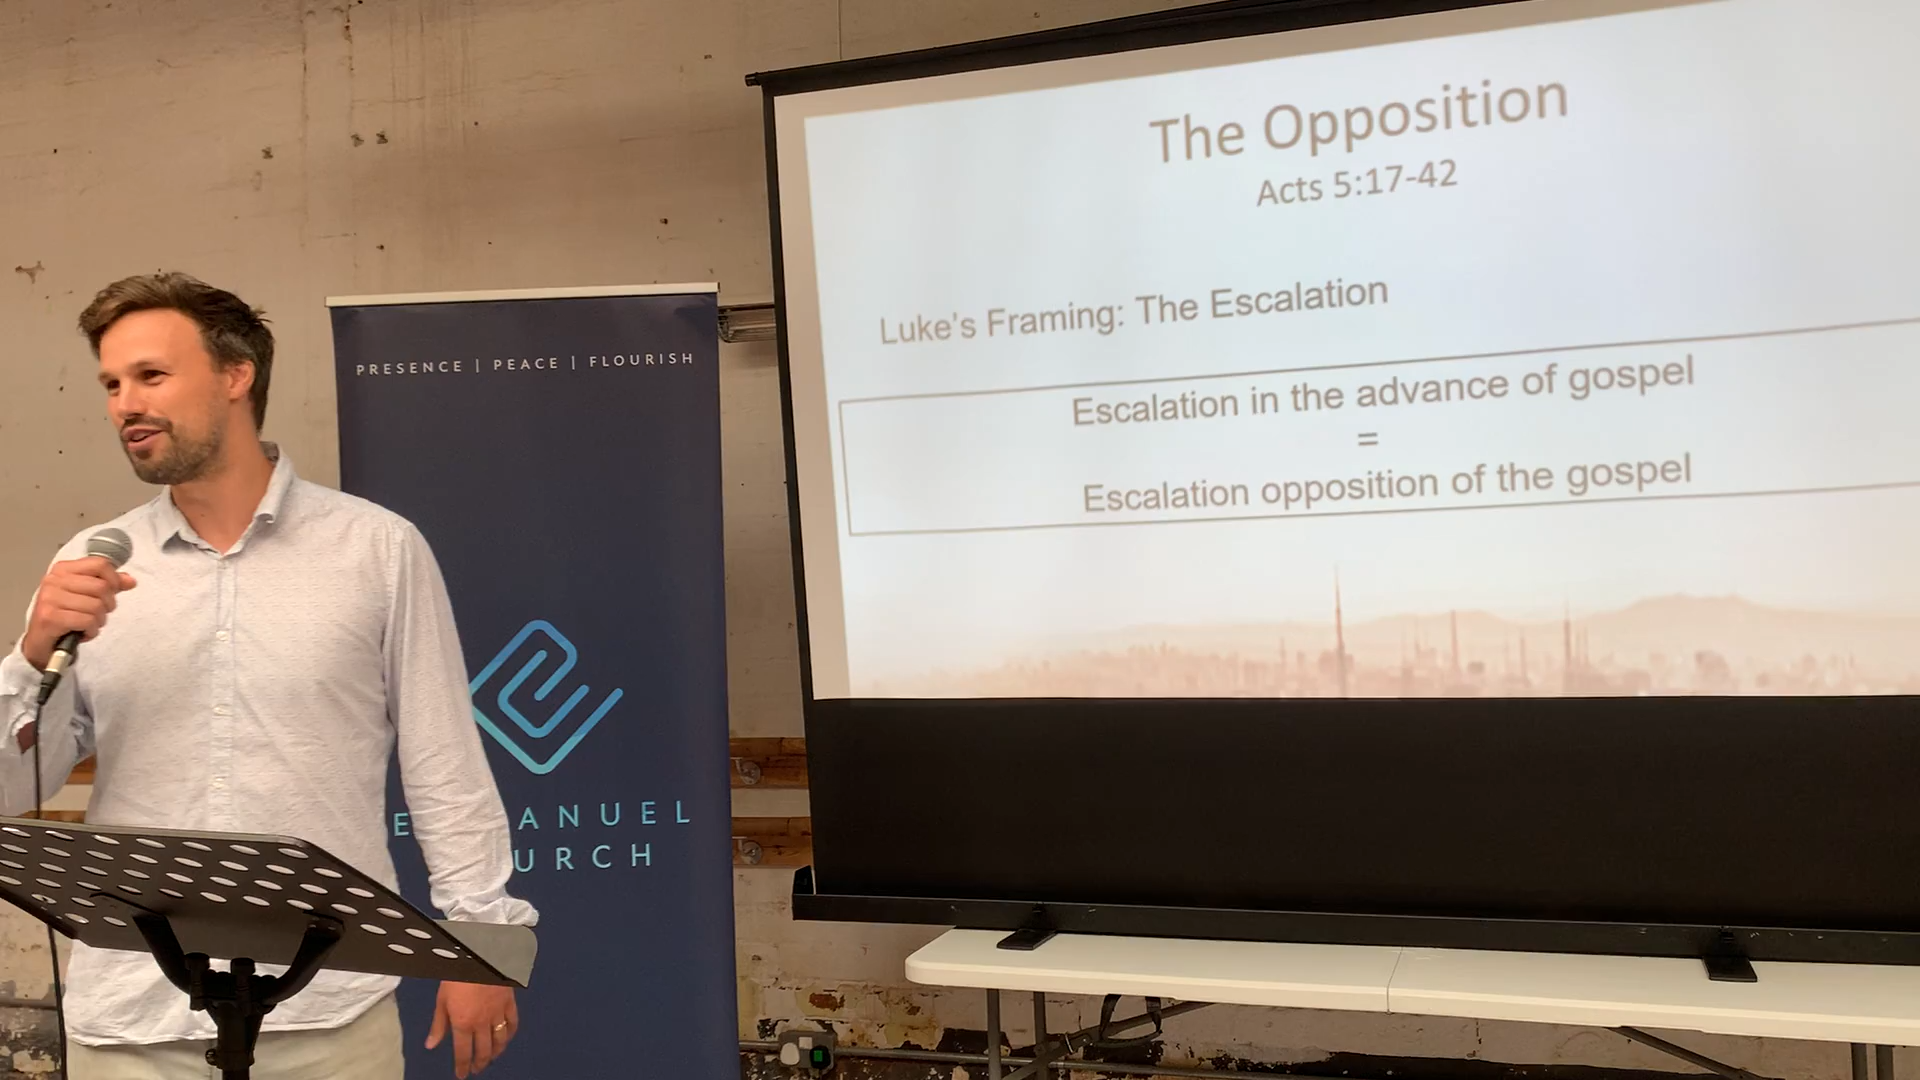 PRESENCE | PEACE | FLOURISH
E ANUEL
URCH
The Opposition
Acts 5:17-42
Luke's Framing: The Escalation
Escalation in the advance of gospel
=
Escalation opposition of the gospel